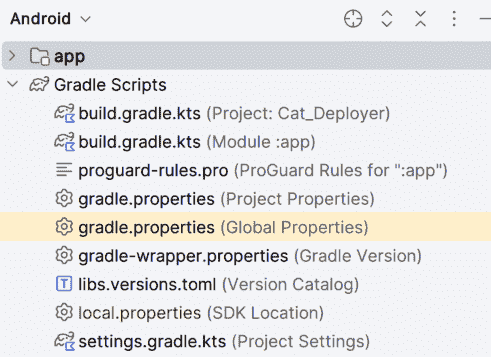 Android
app
Gradle Scripts
build.gradle.kts (Project: Cat_Deployer)
build.gradle.kts (Module :app)
proguard-rules.pro (ProGuard Rules for ":app")
gradle.properties (Project Properties)
gradle.properties (Global Properties)
gradle-wrapper.properties (Gradle Version)
libs.versions.toml (Version Catalog)
local.properties (SDK Location)
settings.gradle.kts (Project Settings)